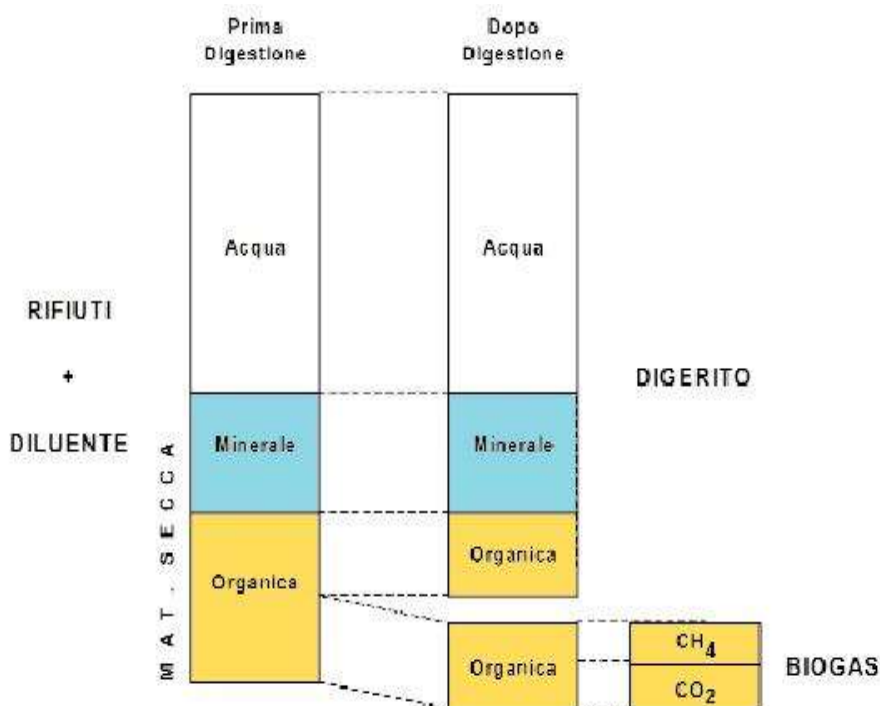 Prima
Digestione
Dopo
Digestione
Acqua
Acqua
RIFIUTI
+
DILUENTE
DIGERITO
Minerale
Minerale
MAT. SECCA
Organica
Organica
Organica
CH₄
CO₂
BIOGAS